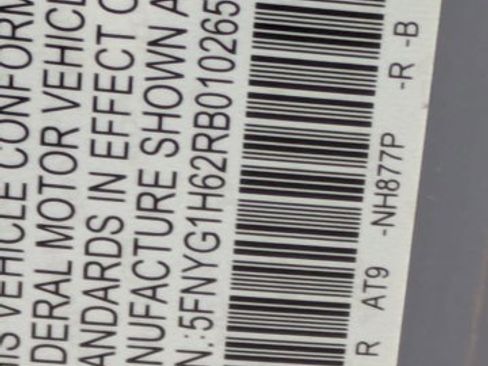 IS VEHICLE CONFORM
DERAL MOTOR VEHICL
ANDARDS IN EFFECT O
NUFACTURE SHOWN A
N.:5FNYG1H62RB010265
R AT9 -NH877P -R -B